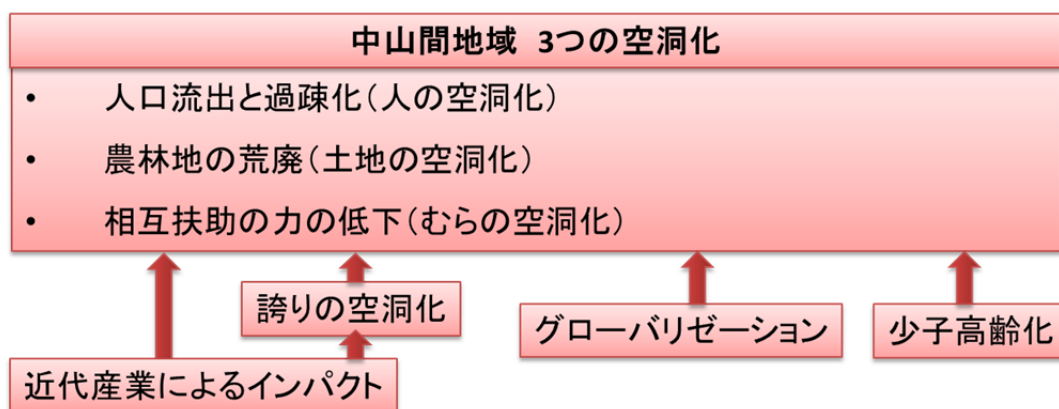 中山間地域 3つの空洞化
• 人口流出と過疎化(人の空洞化)
• 農林地の荒廃(土地の空洞化)
• 相互扶助の力の低下(むらの空洞化)
誇りの空洞化
グローバリゼーション
少子高齢化
近代産業によるインパクト